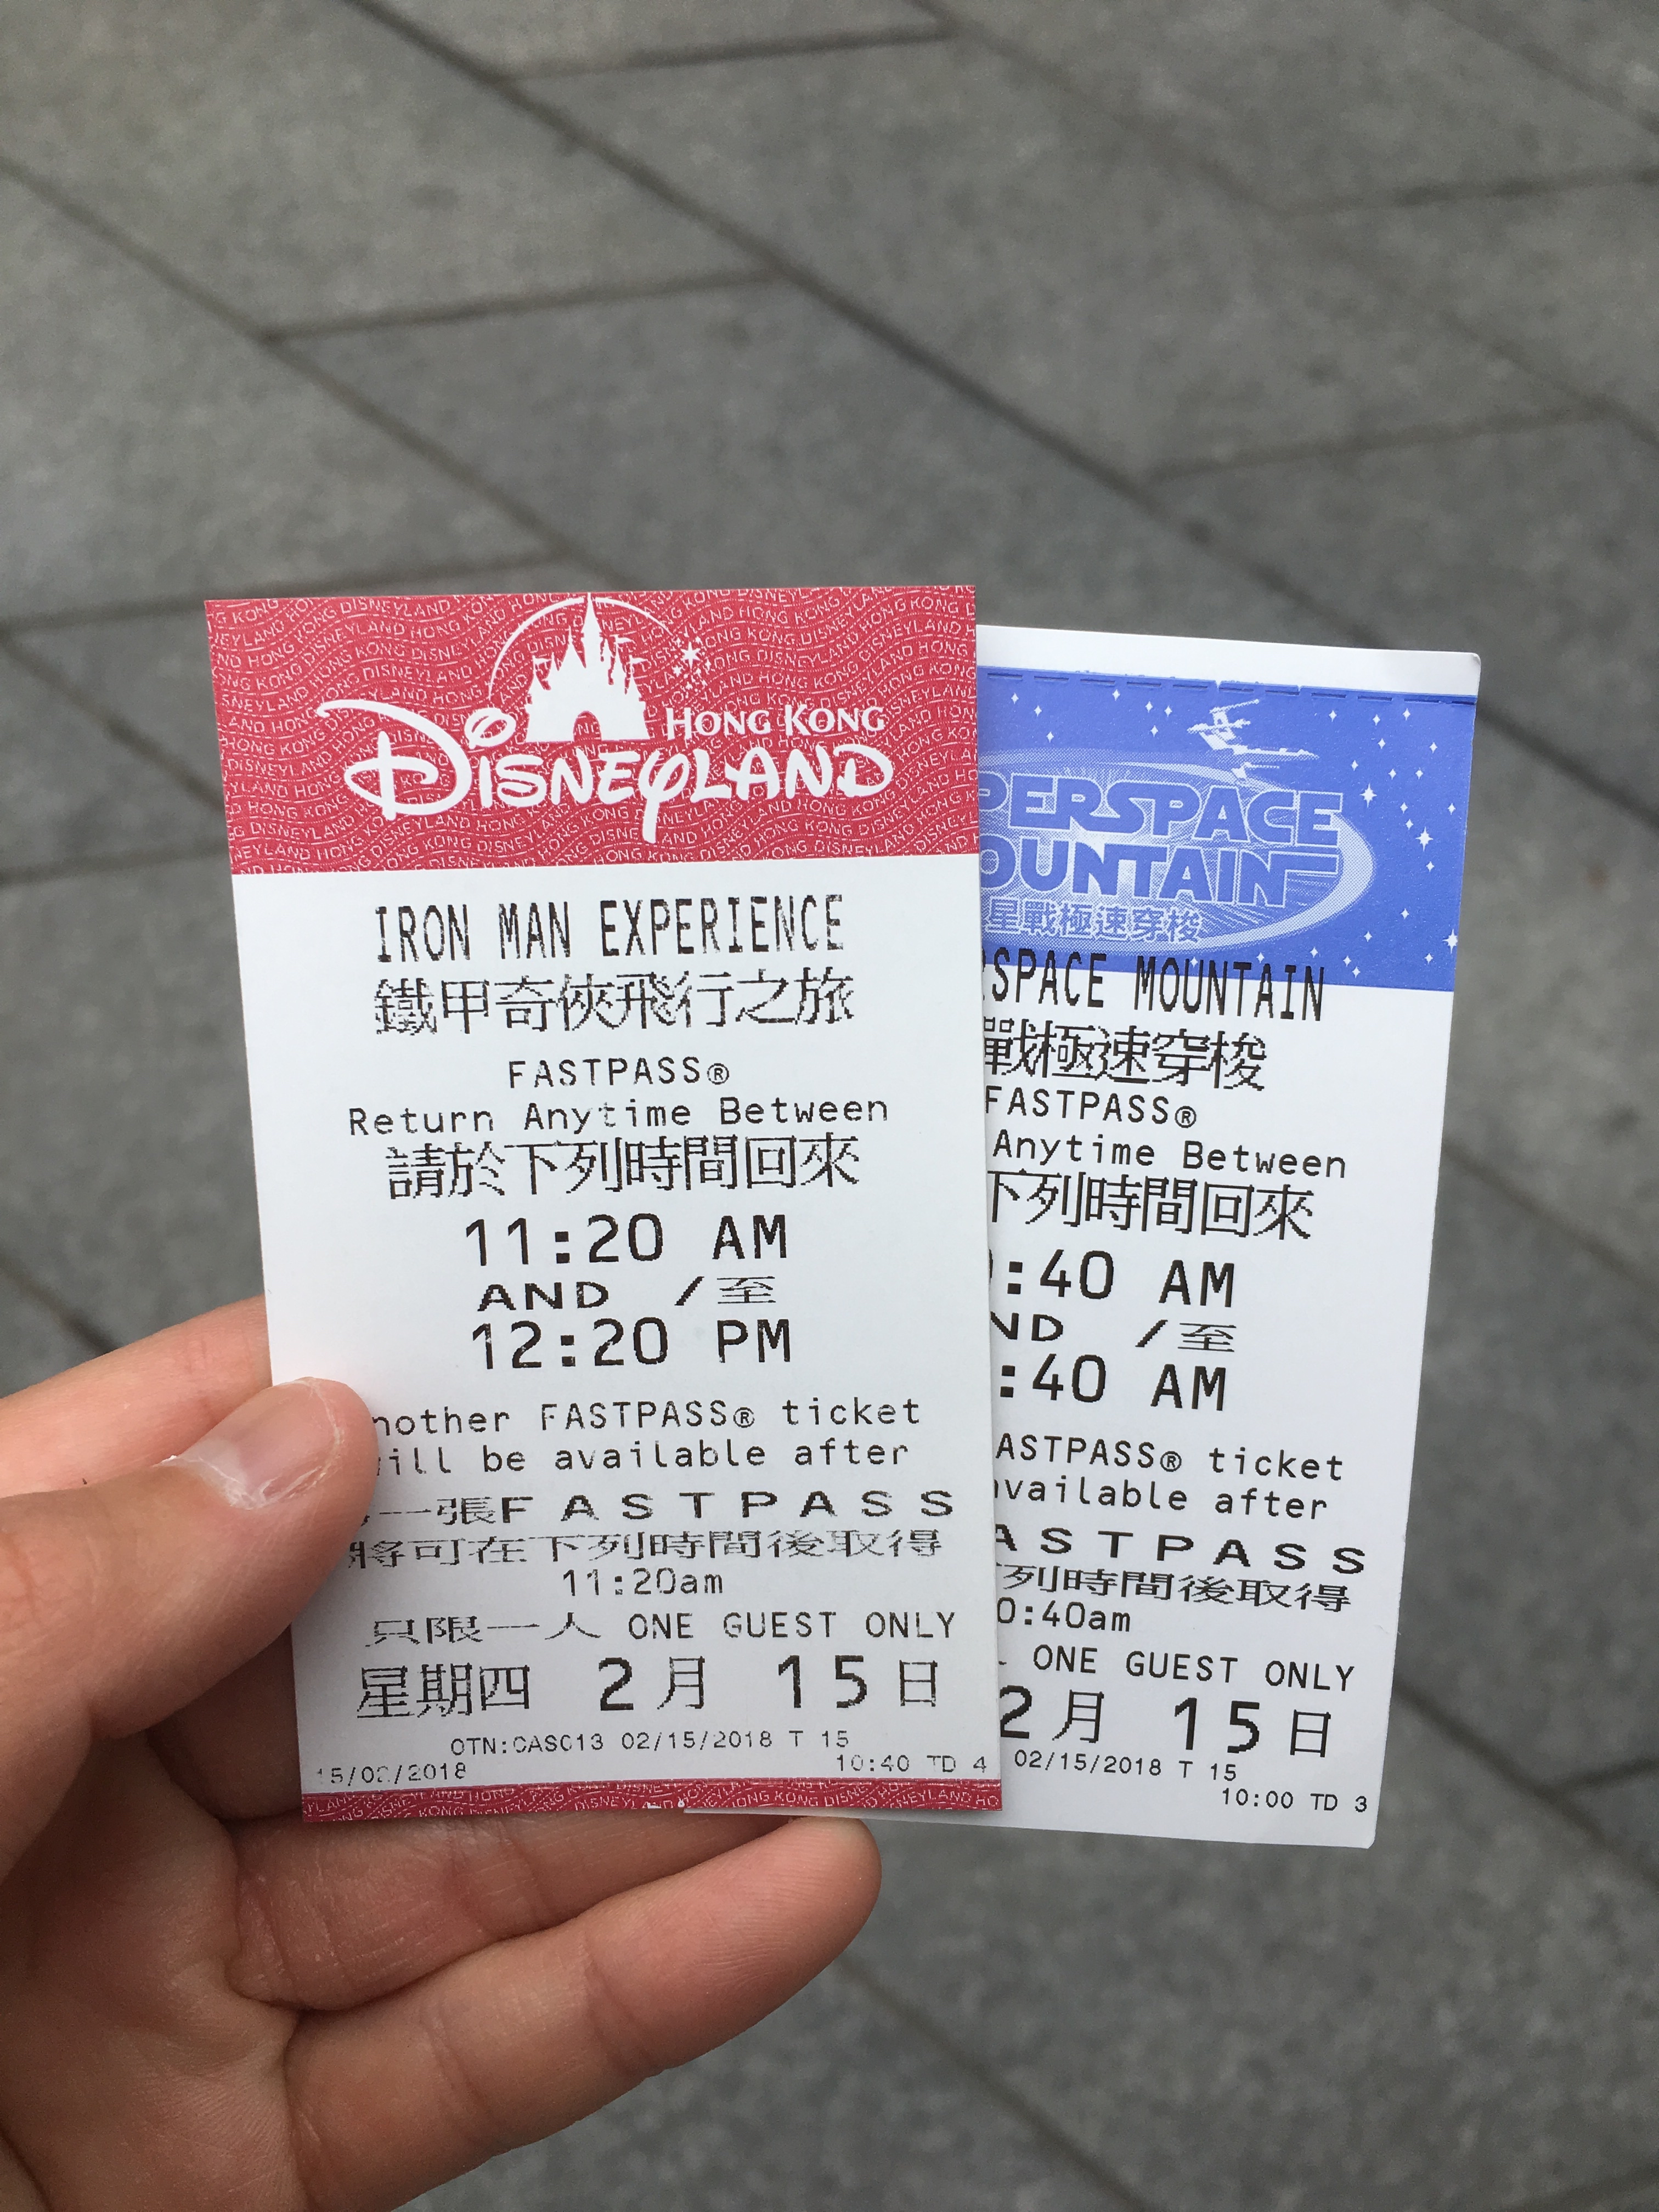 HONG KONG
DISNEYLAND
IRON MAN EXPERIENCE
鐵甲奇俠飛行之旅
FASTPASS®
Return Anytime Between
請於下列時間回來
11:20 AM
AND /至
12:20 PM
nother FASTPASS® ticket
ill be available after
一張FASTPASS
將可在下列時間後取得
11:20am
只限一人 ONE GUEST ONLY
星期四 2月 15日
OTN:CASC13 02/15/2018 T 15
15/02/2018 10:40 TD 4
HONG KONG DISNEYLAND
PERSPACE
OUNTAIN
星戰極速穿梭
RSPACE MOUNTAIN
戰極速穿梭
FASTPASS®
Anytime Between
下列時間回來
:40 AM
ND /至
:40 AM
ASTPASS® ticket
vailable after
ASTPASS
列時間後取得
0:40am
ONE GUEST ONLY
2月 15日
02/15/2018 T 15
10:00 TD 3